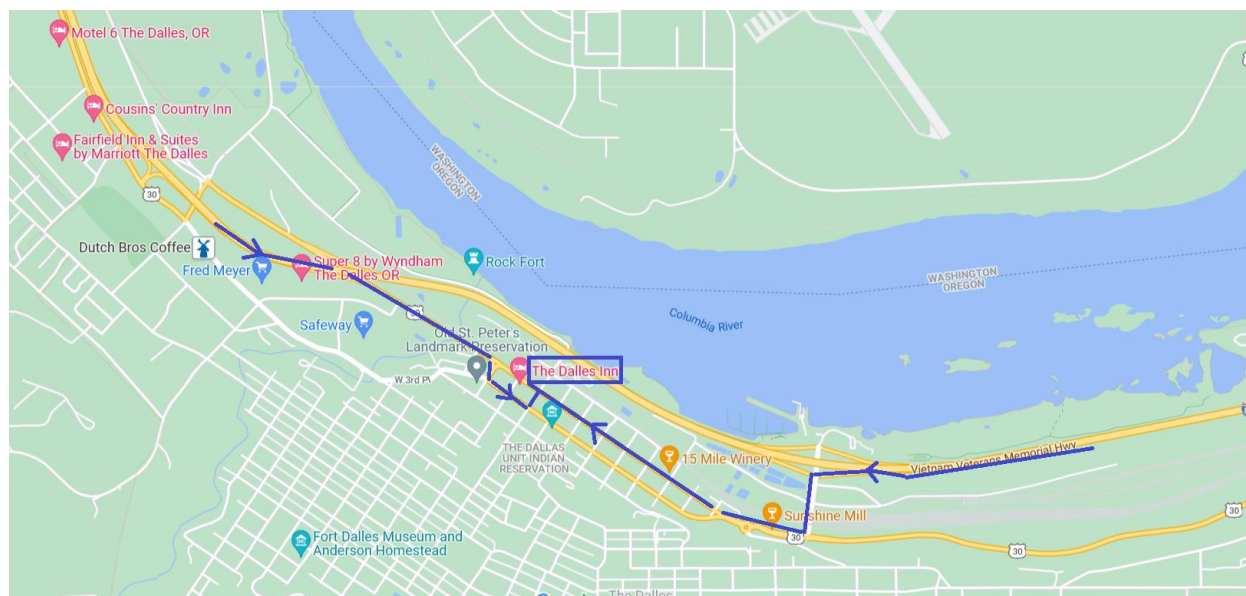 Motel 6 The Dalles, OR
Cousins' Country Inn
Fairfield Inn & Suites
by Marriott The Dalles
30
Dutch Bros Coffee
Fred Meyer
Super 8 by Wyndham
The Dalles OR
WASHINGTON
OREGON
Rock Fort
WASHINGTON
OREGON
Columbia River
Safeway
30
Old St. Peter's
Landmark Preservation
The Dalles Inn
W 3rd Pl
THE DALLAS
UNIT INDIAN
RESERVATION
15 Mile Winery
Vietnam Veterans Memorial Hwy
Sunshine Mill
30
30
30
Fort Dalles Museum and
Anderson Homestead
The Dalles